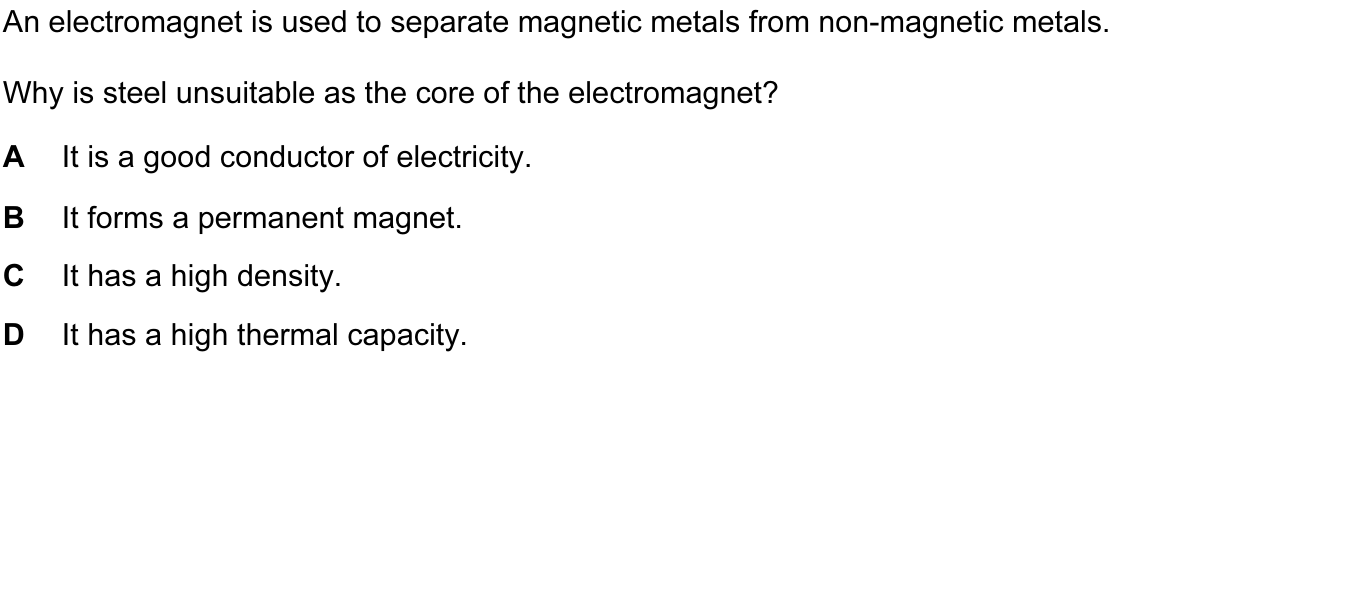 An electromagnet is used to separate magnetic metals from non-magnetic metals.
Why is steel unsuitable as the core of the electromagnet?
A It is a good conductor of electricity.
B It forms a permanent magnet.
C It has a high density.
D It has a high thermal capacity.